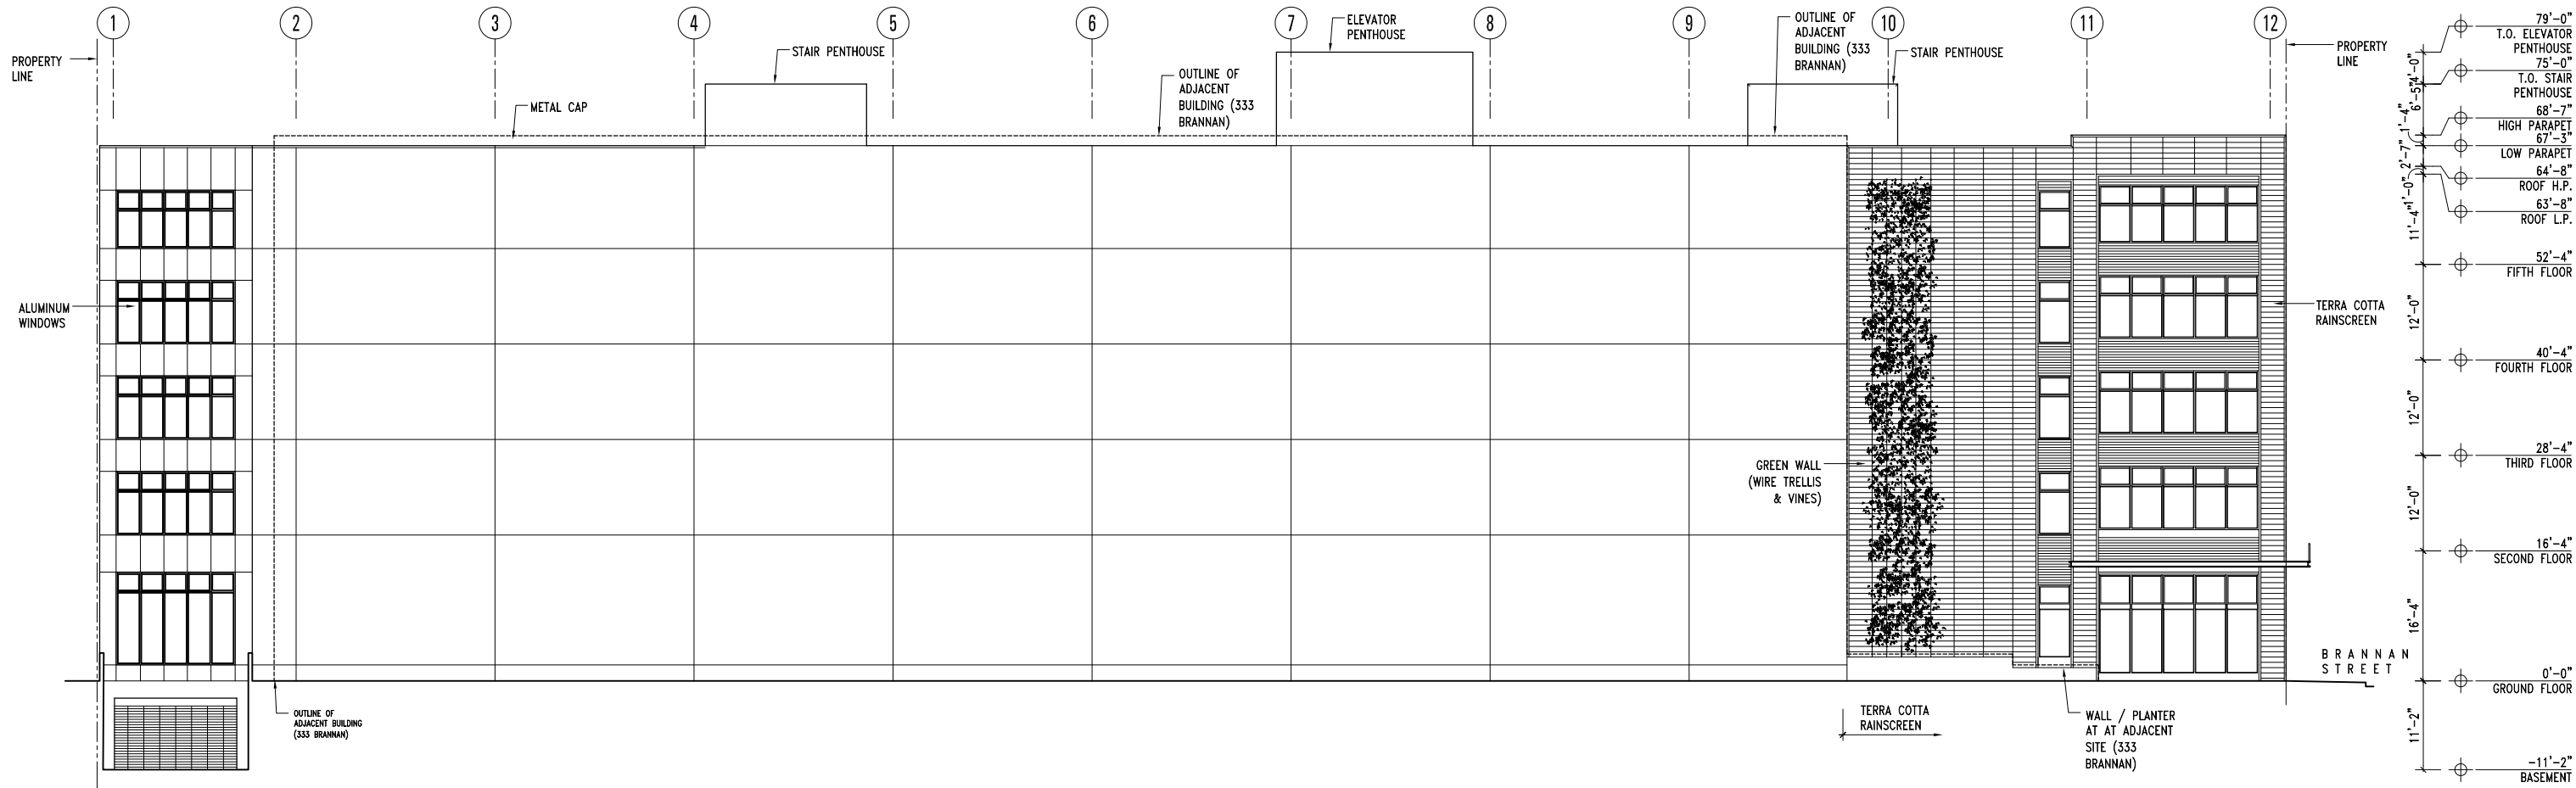 1 2 3 4 5 6 7 8 9 10 11 12
PROPERTY
LINE
METAL CAP
STAIR PENTHOUSE
OUTLINE OF
ADJACENT
BUILDING (333
BRANNAN)
ELEVATOR
PENTHOUSE
OUTLINE OF
ADJACENT
BUILDING (333
BRANNAN)
STAIR PENTHOUSE
PROPERTY
LINE
ALUMINUM
WINDOWS
GREEN WALL
(WIRE TRELLIS
& VINES)
TERRA COTTA
RAINSCREEN
BRANNAN
STREET
OUTLINE OF
ADJACENT BUILDING
(333 BRANNAN)
TERRA COTTA
RAINSCREEN
WALL / PLANTER
AT AT ADJACENT
SITE (333
BRANNAN)
4'-0"
6'-5"
1'-4"
2'-7"
1'-0"
11'-4"
12'-0"
12'-0"
12'-0"
16'-4"
11'-2"
79'-0"
T.O. ELEVATOR
PENTHOUSE
75'-0"
T.O. STAIR
PENTHOUSE
68'-7"
HIGH PARAPET
67'-3"
LOW PARAPET
64'-8"
ROOF H.P.
63'-8"
ROOF L.P.
52'-4"
FIFTH FLOOR
40'-4"
FOURTH FLOOR
28'-4"
THIRD FLOOR
16'-4"
SECOND FLOOR
0'-0"
GROUND FLOOR
-11'-2"
BASEMENT